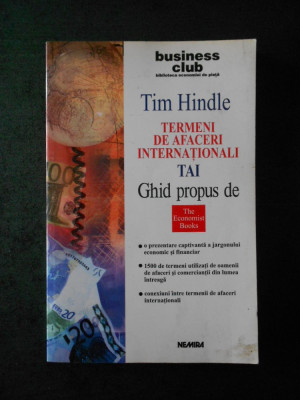 business
club
biblioteca economiei de piață
Tim Hindle
TERMENI
DE AFACERI
INTERNAȚIONALI
TAI
Ghid propus de
The
Economist
Books
• o prezentare captivantă a jargonului
economic și financiar
• 1500 de termeni utilizați de oamenii
de afaceri și comercianții din lumea
întreagă
• conexiuni între termenii de afaceri
internaționali
NEMIRA